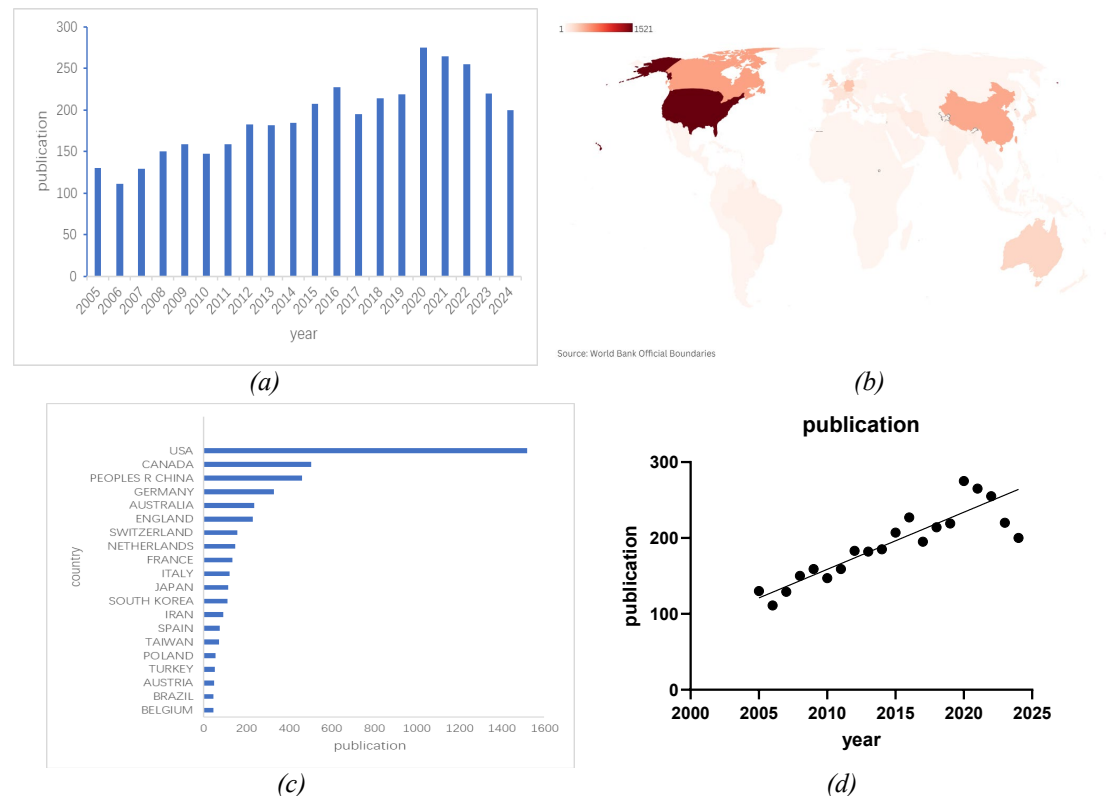 300
250
200
150
100
50
0
publication
2005 2006 2007 2008 2009 2010 2011 2012 2013 2014 2015 2016 2017 2018 2019 2020 2021 2022 2023 2024
year
(a)
1 1521
Source: World Bank Official Boundaries
(b)
country
USA
CANADA
PEOPLES R CHINA
GERMANY
AUSTRALIA
ENGLAND
SWITZERLAND
NETHERLANDS
FRANCE
ITALY
JAPAN
SOUTH KOREA
IRAN
SPAIN
TAIWAN
POLAND
TURKEY
AUSTRIA
BRAZIL
BELGIUM
0 200 400 600 800 1000 1200 1400 1600
publication
(c)
publication
300
200
100
0
publication
2000 2005 2010 2015 2020 2025
year
(d)